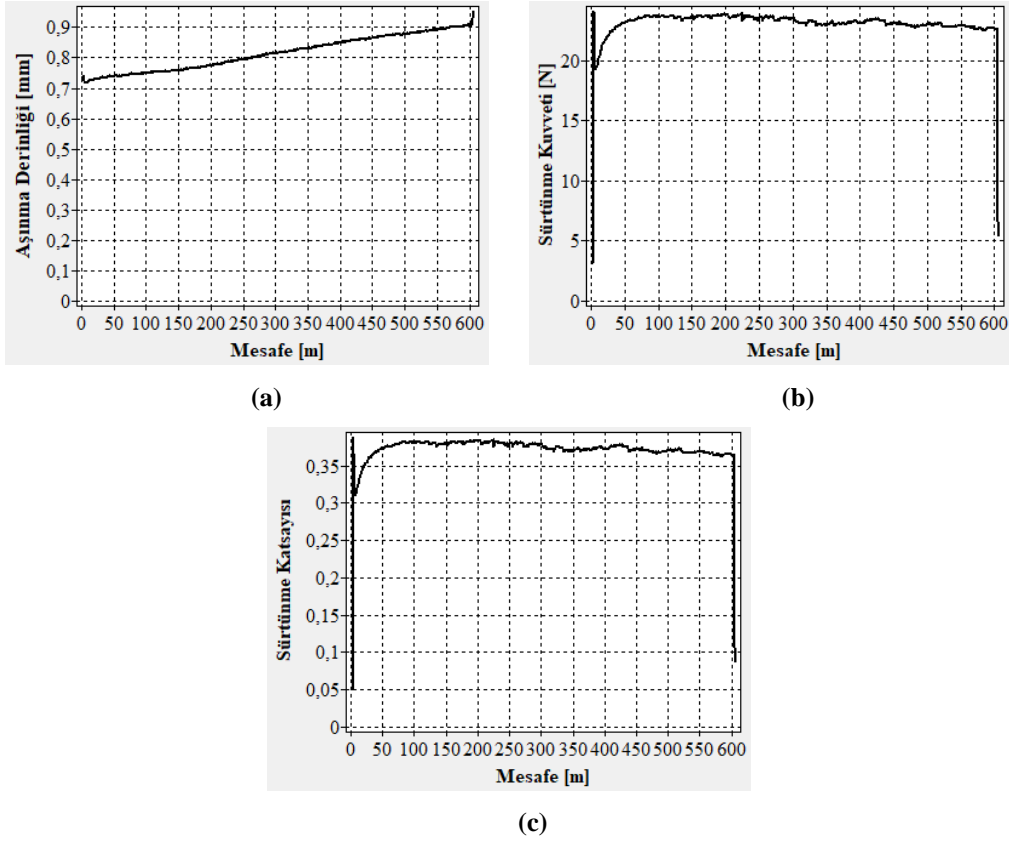 Aşınma Derinliği [mm]
0,9
0,8
0,7
0,6
0,5
0,4
0,3
0,2
0,1
0
0 50 100 150 200 250 300 350 400 450 500 550 600
Mesafe [m]
(a)
Sürtünme Kuvveti [N]
20
15
10
5
0
0 50 100 150 200 250 300 350 400 450 500 550 600
Mesafe [m]
(b)
Sürtünme Katsayısı
0,35
0,3
0,25
0,2
0,15
0,1
0,05
0
0 50 100 150 200 250 300 350 400 450 500 550 600
Mesafe [m]
(c)